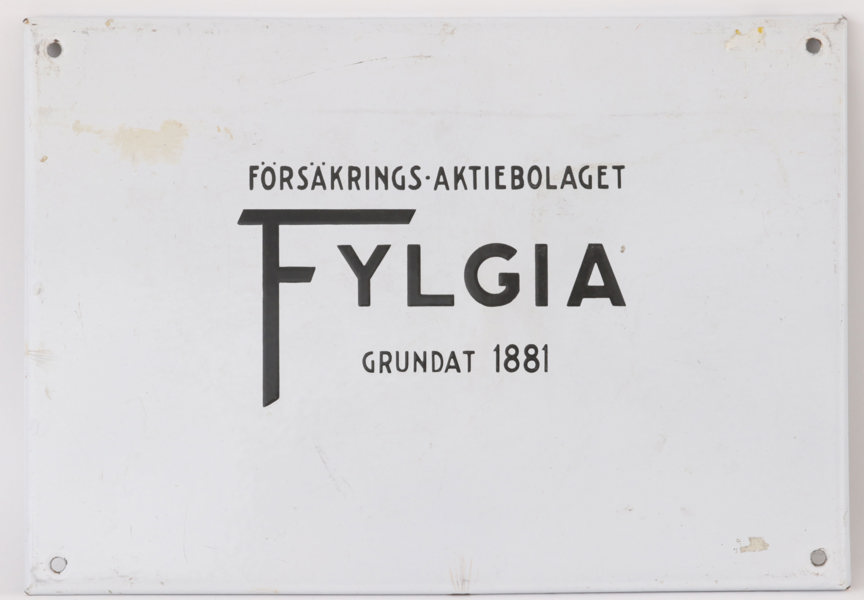 FÖRSÄKRINGS·AKTIEBOLAGET
FYLGIA
GRUNDAT 1881